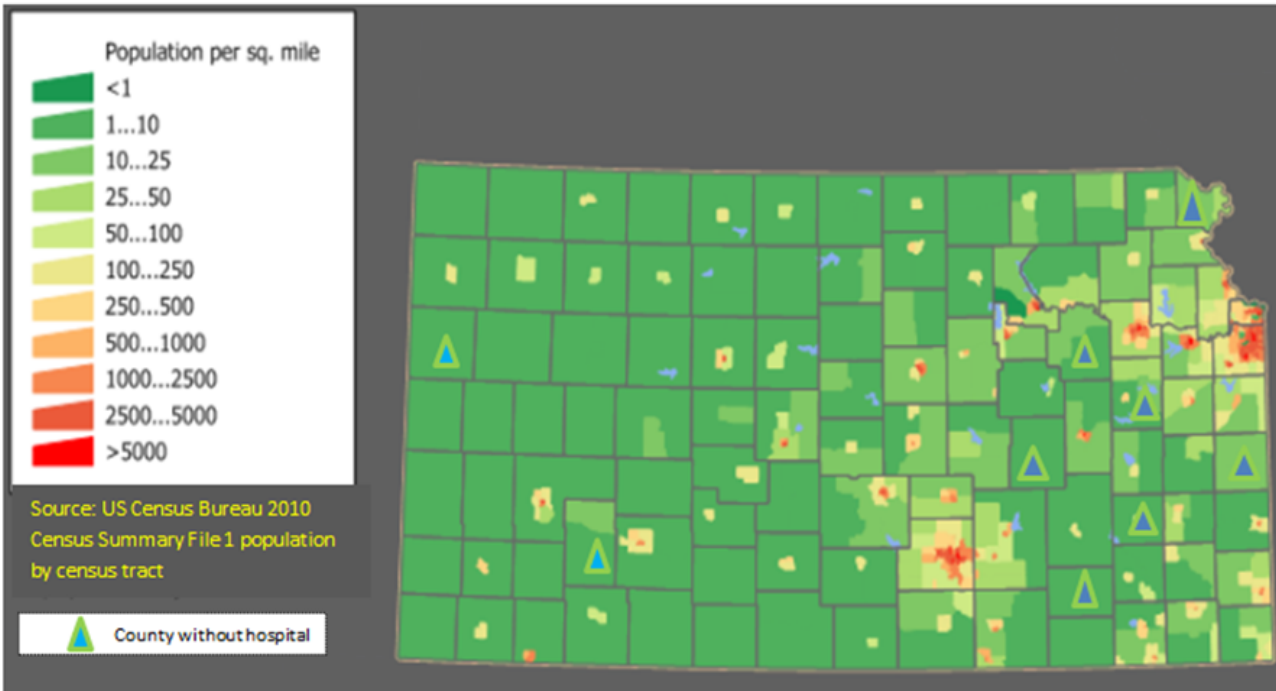 Population per sq. mile
<1
1...10
10...25
25...50
50...100
100...250
250...500
500...1000
1000...2500
2500...5000
>5000
Source: US Census Bureau 2010
Census Summary File 1 population
by census tract
County without hospital